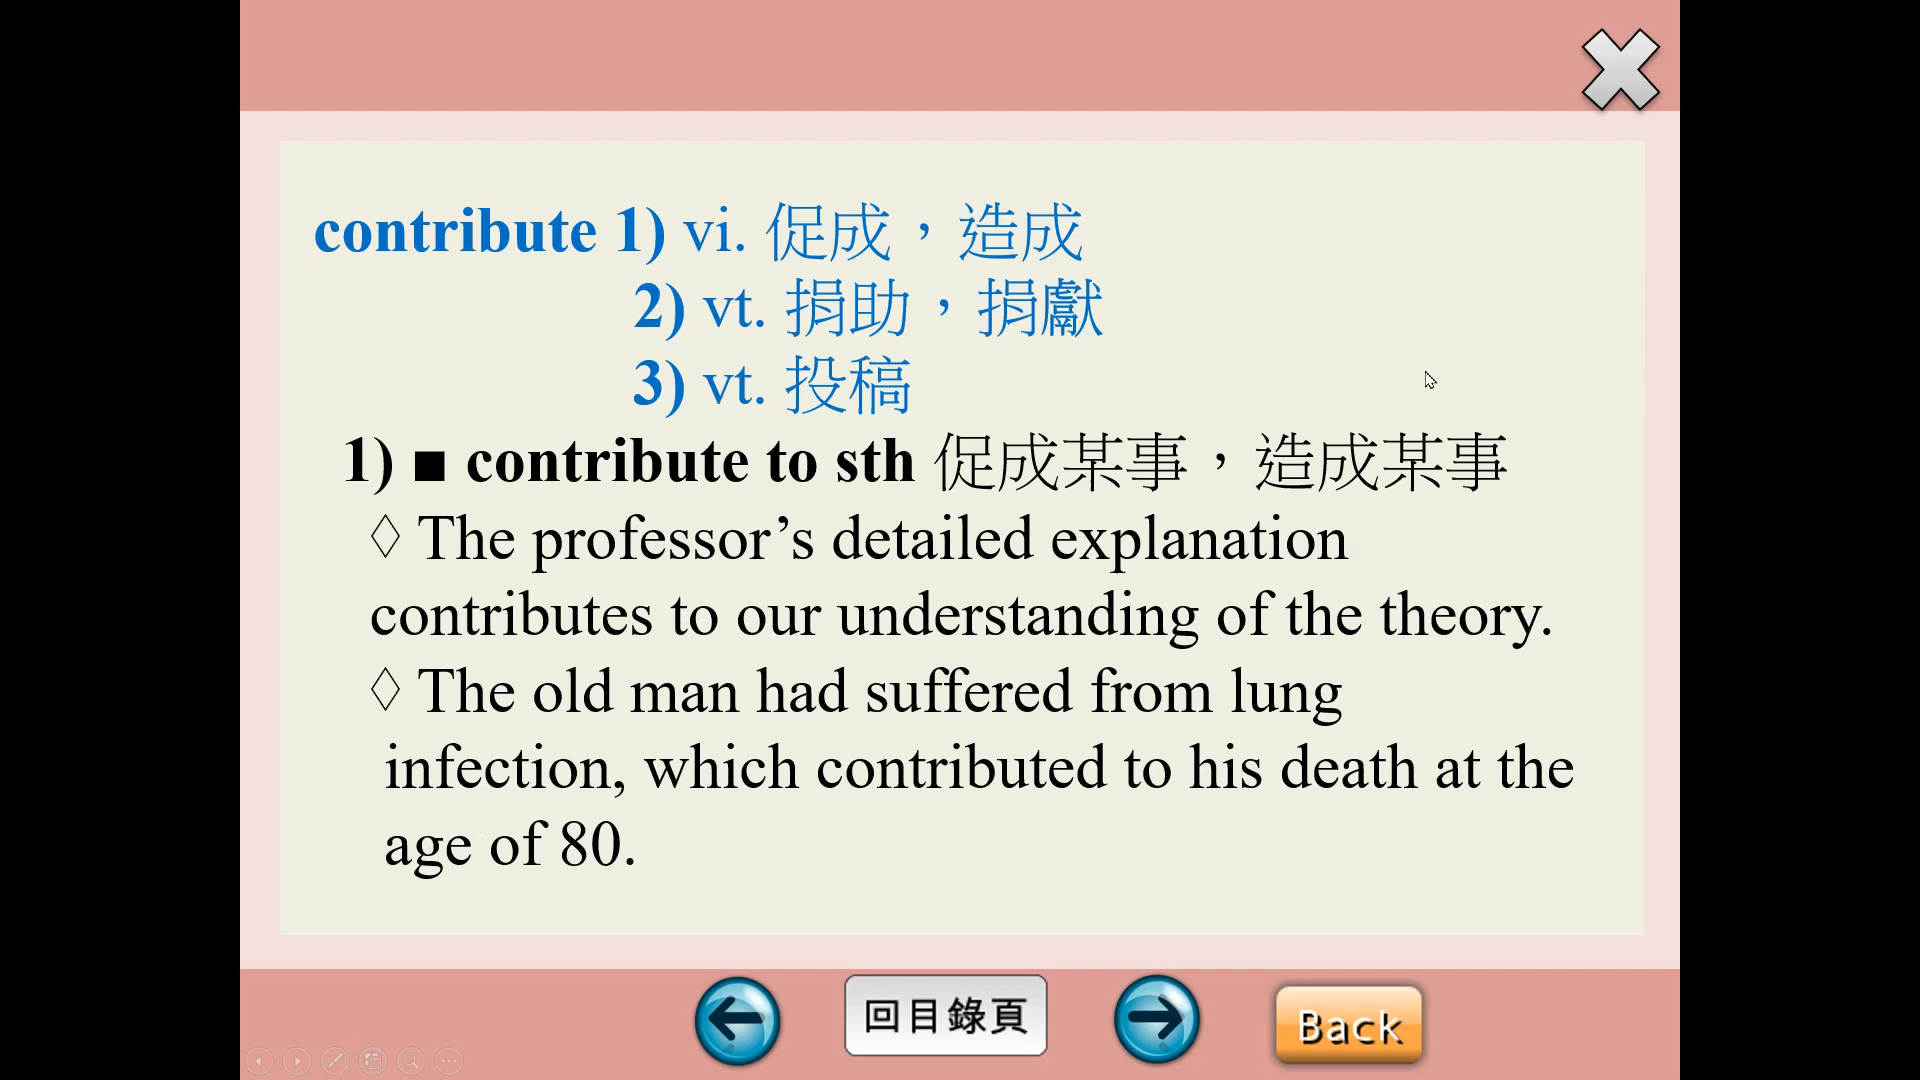 contribute 1) vi. 促成，造成
2) vt. 捐助，捐獻
3) vt. 投稿
1) ■ contribute to sth 促成某事，造成某事
◊ The professor’s detailed explanation
contributes to our understanding of the theory.
◊ The old man had suffered from lung
infection, which contributed to his death at the
age of 80.
回目錄頁
Back